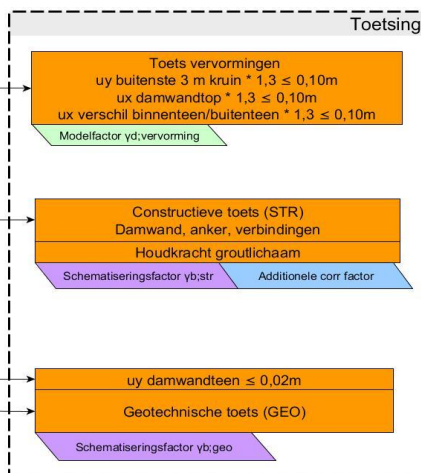 Toetsing
Toets vervormingen
uy buitenste 3 m kruin * 1,3 ≤ 0,10m
ux damwandtop * 1,3 ≤ 0,10m
ux verschil binnenteen/buitenteen * 1,3 ≤ 0,10m
Modelfactor γd;vervorming
Constructieve toets (STR)
Damwand, anker, verbindingen
Houdkracht groutlichaam
Schematiseringsfactor γb;str
Additionele corr factor
uy damwandteen ≤ 0,02m
Geotechnische toets (GEO)
Schematiseringsfactor γb;geo